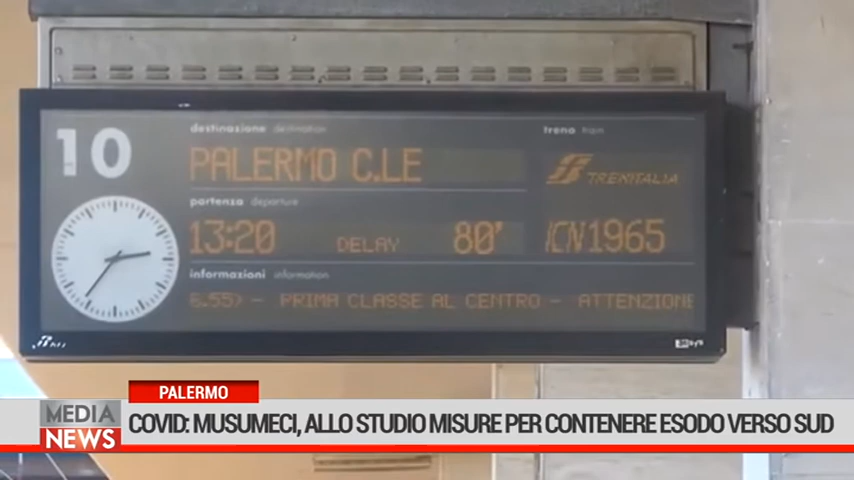 10
destinazione destination
treno train
PALERMO C.LE
TRENITALIA
partenza departure
13:20 DELAY 80'
ICN1965
informazioni information
6.55) - PRIMA CLASSE AL CENTRO - ATTENZIONE
PALERMO
MEDIA
NEWS
COVID: MUSUMECI, ALLO STUDIO MISURE PER CONTENERE ESODO VERSO SUD